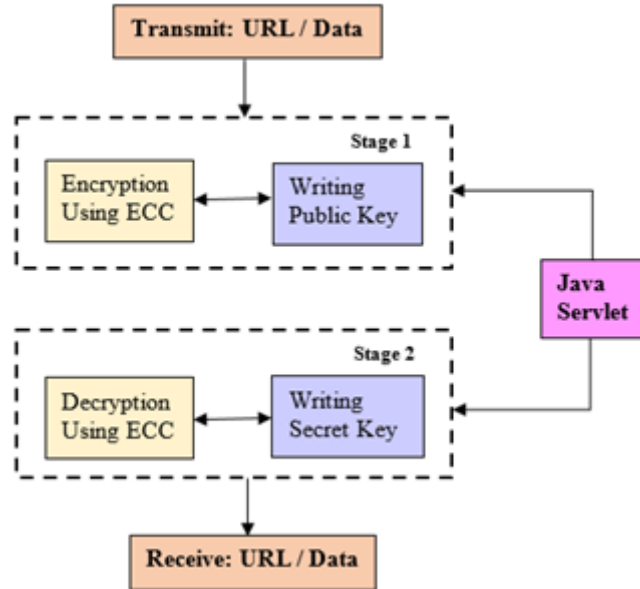 Transmit: URL / Data
Stage 1
Encryption
Using ECC
Writing
Public Key
Java
Servlet
Stage 2
Decryption
Using ECC
Writing
Secret Key
Receive: URL / Data